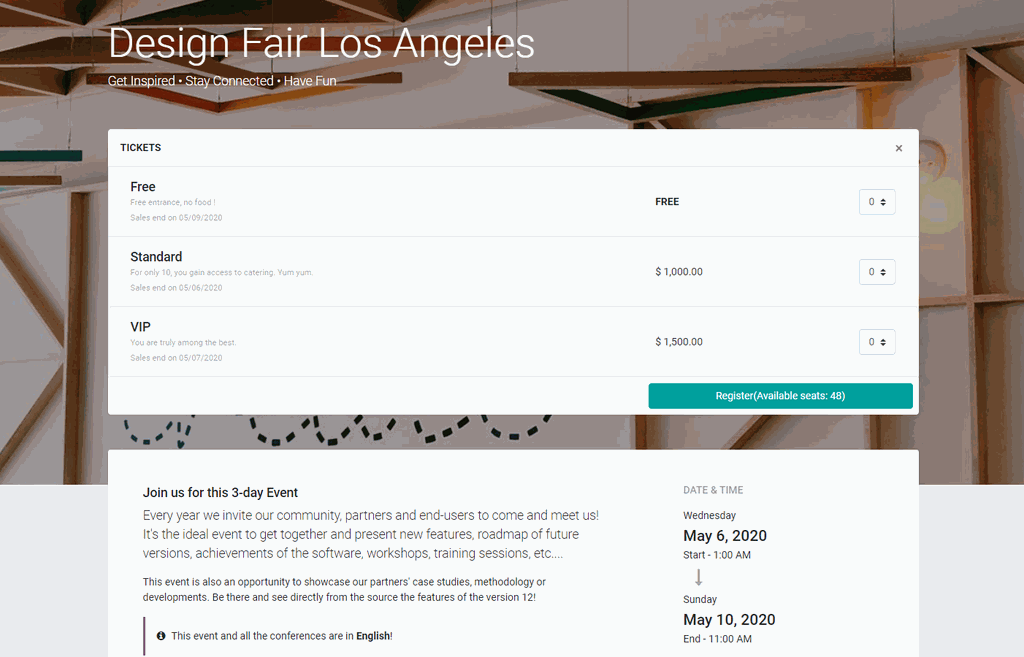 Design Fair Los Angeles
Get Inspired • Stay Connected • Have Fun
TICKETS
×
Free
Free entrance, no food !
Sales end on 05/09/2020
FREE
0
Standard
For only 10, you gain access to catering. Yum yum.
Sales end on 05/06/2020
$ 1,000.00
0
VIP
You are truly among the best.
Sales end on 05/07/2020
$ 1,500.00
0
Register(Available seats: 48)
Join us for this 3-day Event
Every year we invite our community, partners and end-users to come and meet us!
It's the ideal event to get together and present new features, roadmap of future
versions, achievements of the software, workshops, training sessions, etc....
This event is also an opportunity to showcase our partners' case studies, methodology or
developments. Be there and see directly from the source the features of the version 12!
This event and all the conferences are in English!
DATE & TIME
Wednesday
May 6, 2020
Start - 1:00 AM
Sunday
May 10, 2020
End - 11:00 AM